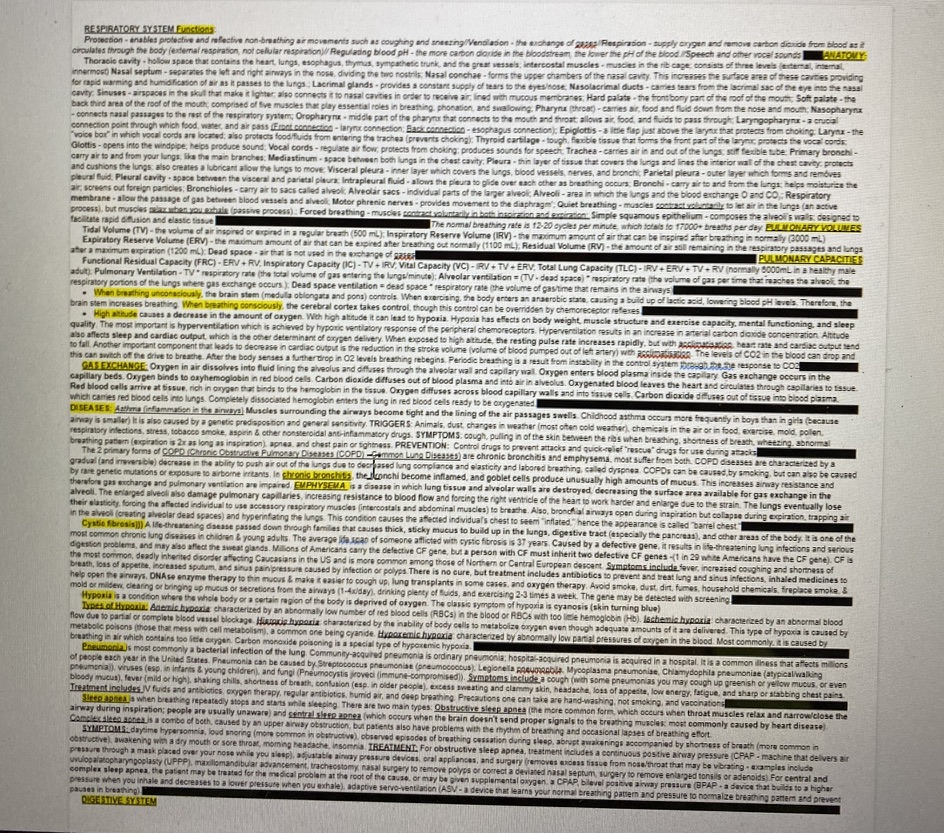 RESPIRATORY SYSTEM Functions:
Protection - enables protective and reflexive non-breathing air movements such as coughing and sneezing//Ventilation - the exchange of gases//Respiration - supply oxygen and remove carbon dioxide from blood as it
circulates through the body (external respiration, not cellular respiration)// Regulating blood pH - the more carbon dioxide in the bloodstream, the lower the pH of the blood //Speech and other vocal sounds ANATOMY:
Thoracic cavity - hollow space that contains the heart, lungs, esophagus, thymus, sympathetic trunk, and the great vessels; intercostal muscles - muscles in the rib cage, consists of three levels (external, internal,
innermost) Nasal septum - separates the left and right airways in the nose, dividing the two nostrils; Nasal conchae - forms the upper chambers of the nasal cavity. This increases the surface area of these cavities providing
for rapid warming and humidification of air as it passes to the lungs.; Lacrimal glands - provides a constant supply of tears to the eyes/nose; Nasolacrimal ducts - carries tears from the lacrimal sac of the eye into the nasal
cavity; Sinuses - airspaces in the skull that make it lighter; also connects it to nasal cavities in order to receive air; lined with mucous membranes; Hard palate - the front/bony part of the roof of the mouth; Soft palate - the
back third area of the roof of the mouth; comprised of five muscles that play essential roles in breathing, phonation, and swallowing; Pharynx (throat) - carries air, food and fluid down from the nose and mouth; Nasopharynx
- connects nasal passages to the rest of the respiratory system; Oropharynx - middle part of the pharynx that connects to the mouth and throat; allows air, food, and fluids to pass through; Laryngopharynx - a crucial
connection point through which food, water, and air pass (Front connection - larynx connection; Back connection - esophagus connection); Epiglottis - a little flap just above the larynx that protects from choking; Larynx - the
"voice box" in which vocal cords are located; also protects food/fluids from entering the trachea (prevents choking); Thyroid cartilage - tough, flexible tissue that forms the front part of the larynx; protects the vocal cords;
Glottis - opens into the windpipe; helps produce sound; Vocal cords - regulate air flow; protects from choking; produces sounds for speech; Trachea - carries air in and out of the lungs; stiff flexible tube; Primary bronchi -
carry air to and from your lungs; like the main branches; Mediastinum - space between both lungs in the chest cavity; Pleura - thin layer of tissue that covers the lungs and lines the interior wall of the chest cavity; protects
and cushions the lungs; also creates a lubricant allow the lungs to move; Visceral pleura - inner layer which covers the lungs, blood vessels, nerves, and bronchi; Parietal pleura - outer layer which forms and removes
pleural fluid; Pleural cavity - space between the visceral and parietal pleura; Intrapleural fluid - allows the pleura to glide over each other as breathing occurs; Bronchi - carry air to and from the lungs; helps moisturize the
air; screens out foreign particles; Bronchioles - carry air to sacs called alveoli; Alveolar sacs - individual parts of the larger alveoli; Alveoli - area in which the lungs and the blood exchange O and CO₂; Respiratory
membrane - allow the passage of gas between blood vessels and alveoli; Motor phrenic nerves - provides movement to the diaphragm; Quiet breathing - muscles contract voluntarily to let air in the lungs (an active
process), but muscles relax when you exhale (passive process).; Forced breathing - muscles contract voluntarily in both inspiration and expiration; Simple squamous epithelium - composes the alveoli's walls; designed to
facilitate rapid diffusion and elastic tissue The normal breathing rate is 12-20 cycles per minute, which totals to 17000+ breaths per day PULMONARY VOLUMES
Tidal Volume (TV) - the volume of air inspired or expired in a regular breath (500 mL); Inspiratory Reserve Volume (IRV) - the maximum amount of air that can be inspired after breathing in normally (3000 mL)
Expiratory Reserve Volume (ERV) - the maximum amount of air that can be expired after breathing out normally (1100 mL); Residual Volume (RV) - the amount of air still remaining in the respiratory passages and lungs
after a maximum expiration (1200 mL); Dead space - air that is not used in the exchange of gases PULMONARY CAPACITIES
Functional Residual Capacity (FRC) - ERV + RV; Inspiratory Capacity (IC) - TV + IRV; Vital Capacity (VC) - IRV + TV + ERV; Total Lung Capacity (TLC) - IRV + ERV + TV + RV (normally 6000mL in a healthy male
adult); Pulmonary Ventilation - TV * respiratory rate (the total volume of gas entering the lungs/minute); Alveolar ventilation = (TV - dead space) * respiratory rate (the volume of gas per time that reaches the alveoli, the
respiratory portions of the lungs where gas exchange occurs.); Dead space ventilation = dead space * respiratory rate (the volume of gas/time that remains in the airways)
• When breathing unconsciously, the brain stem (medulla oblongata and pons) controls. When exercising, the body enters an anaerobic state, causing a build up of lactic acid, lowering blood pH levels. Therefore, the
brain stem increases breathing. When breathing consciously, the cerebral cortex takes control, though this can be overridden by chemoreceptor reflexes.
• High altitude causes a decrease in the amount of oxygen. With high altitude it can lead to hypoxia. Hypoxia has effects on body weight, muscle structure and exercise capacity, mental functioning, and sleep
quality. The most important is hyperventilation which is achieved by hypoxic ventilatory response of the peripheral chemoreceptors. Hyperventilation results in an increase in arterial carbon dioxide concentration. Altitude
also affects sleep and cardiac output, which is the other determinant of oxygen delivery. When exposed to high altitude, the resting pulse rate increases rapidly, but with acclimatisation, heart rate and cardiac output tend
to fall. Another important component that leads to decrease in cardiac output is the reduction in the stroke volume (volume of blood pumped out of left artery) with acclimatisation. The levels of CO2 in the blood can drop and
this can switch off the drive to breathe. After the body senses a further drop in O2 levels breathing rebegins. Periodic breathing is a result from instability in the control system through the the response to CO2
GAS EXCHANGE: Oxygen in air dissolves into fluid lining the alveolus and diffuses through the alveolar wall and capillary wall. Oxygen enters blood plasma inside the capillary. Gas exchange occurs in the
capillary beds. Oxygen binds to oxyhemoglobin in red blood cells. Carbon dioxide diffuses out of blood plasma and into air in alveolus. Oxygenated blood leaves the heart and circulates through capillaries to tissue.
Red blood cells arrive at tissue, rich in oxygen that binds to the hemoglobin in the tissue. Oxygen diffuses across blood capillary walls and into tissue cells. Carbon dioxide diffuses out of tissue into blood plasma,
which carries red blood cells into lungs. Completely dissociated hemoglobin enters the lung in red blood cells ready to be oxygenated.
DISEASES: Asthma (inflammation in the airways) Muscles surrounding the airways become tight and the lining of the air passages swells. Childhood asthma occurs more frequently in boys than in girls (because
airway is smaller) It is also caused by a genetic predisposition and general sensitivity. TRIGGERS: Animals, dust, changes in weather (most often cold weather), chemicals in the air or in food, exercise, mold, pollen,
respiratory infections, stress, tobacco smoke, aspirin & other nonsteroidal anti-inflammatory drugs. SYMPTOMS: cough, pulling in of the skin between the ribs when breathing, shortness of breath, wheezing, abnormal
breathing pattern (expiration is 2x as long as inspiration), apnea, and chest pain or tightness. PREVENTION: Control drugs to prevent attacks and quick-relief "rescue" drugs for use during attacks
The 2 primary forms of COPD (Chronic Obstructive Pulmonary Diseases (COPD) - Common Lung Diseases) are chronic bronchitis and emphysema, most suffer from both. COPD diseases are characterized by a
gradual (and irreversible) decrease in the ability to push air out of the lungs due to decreased lung compliance and elasticity and labored breathing, called dyspnea. COPDs can be caused by smoking, but can also be caused
by rare genetic mutations or exposure to airborne irritants. In chronic bronchitis, the bronchi become inflamed, and goblet cells produce unusually high amounts of mucus. This increases airway resistance and
therefore gas exchange and pulmonary ventilation are impaired. EMPHYSEMA is a disease in which lung tissue and alveolar walls are destroyed, decreasing the surface area available for gas exchange in the
alveoli. The enlarged alveoli also damage pulmonary capillaries, increasing resistance to blood flow and forcing the right ventricle of the heart to work harder and enlarge due to the strain. The lungs eventually lose
their elasticity, forcing the affected individual to use accessory respiratory muscles (intercostals and abdominal muscles) to breathe. Also, bronchial airways open during inspiration but collapse during expiration, trapping air
in the alveoli (creating alveolar dead spaces) and hyperinflating the lungs. This condition causes the affected individual's chest to seem "inflated," hence the appearance is called "barrel chest."
Cystic fibrosis))) A life-threatening disease passed down through families that causes thick, sticky mucus to build up in the lungs, digestive tract (especially the pancreas), and other areas of the body. It is one of the
most common chronic lung diseases in children & young adults. The average life span of someone afflicted with cystic fibrosis is 37 years. Caused by a defective gene, it results in life-threatening lung infections and serious
digestion problems, and may also affect the sweat glands. Millions of Americans carry the defective CF gene, but a person with CF must inherit two defective CF genes -(1 in 29 white Americans have the CF gene). CF is
the most common, deadly inherited disorder affecting Caucasians in the US and is more common among those of Northern or Central European descent. Symptoms include fever, increased coughing and shortness of
breath, loss of appetite, increased sputum, and sinus pain/pressure caused by infection or polyps. There is no cure, but treatment includes antibiotics to prevent and treat lung and sinus infections, inhaled medicines to
help open the airways, DNAse enzyme therapy to thin mucus & make it easier to cough up, lung transplants in some cases, and oxygen therapy. Avoid smoke, dust, dirt, fumes, household chemicals, fireplace smoke, &
mold or mildew, clearing or bringing up mucus or secretions from the airways (1-4x/day), drinking plenty of fluids, and exercising 2-3 times a week. The gene may be detected with screening.
Hypoxia is a condition where the whole body or a certain region of the body is deprived of oxygen. The classic symptom of hypoxia is cyanosis (skin turning blue)
Types of Hypoxia: Anemic hypoxia: characterized by an abnormally low number of red blood cells (RBCs) in the blood or RBCs with too little hemoglobin (Hb). Ischemic hypoxia: characterized by an abnormal blood
flow due to partial or complete blood vessel blockage. Historic hypoxia: characterized by the inability of body cells to metabolize oxygen even though adequate amounts of it are delivered. This type of hypoxia is caused by
metabolic poisons (those that mess with cell metabolism), a common one being cyanide. Hypoxemic hypoxia: characterized by abnormally low partial pressures of oxygen in the blood. Most commonly, it is caused by
breathing in air which contains too little oxygen. Carbon monoxide poisoning is a special type of hypoxemic hypoxia.
Pneumonia is most commonly a bacterial infection of the lung. Community-acquired pneumonia is ordinary pneumonia; hospital-acquired pneumonia is acquired in a hospital. It is a common illness that affects millions
of people each year in the United States. Pneumonia can be caused by Streptococcus pneumoniae (pneumococcus), Legionella pneumophila, Mycoplasma pneumoniae, Chlamydophila pneumoniae (atypical/walking
pneumonia)), viruses (esp. in infants & young children), and fungi (Pneumocystis jiroveci (immune-compromised)). Symptoms include a cough (with some pneumonias you may cough up greenish or yellow mucus, or even
bloody mucus), fever (mild or high), shaking chills, shortness of breath, confusion (esp. in older people), excess sweating and clammy skin, headache, loss of appetite, low energy, fatigue, and sharp or stabbing chest pains.
Treatment includes IV fluids and antibiotics, oxygen therapy, regular antibiotics, humid air, and deep breathing. Precautions one can take are hand-washing, not smoking, and vaccinations
Sleep apnea is when breathing repeatedly stops and starts while sleeping. There are two main types: Obstructive sleep apnea (the more common form, which occurs when throat muscles relax and narrow/close the
airway during inspiration; people are usually unaware) and central sleep apnea (which occurs when the brain doesn't send proper signals to the breathing muscles; most commonly caused by heart disease)
Complex sleep apnea is a combo of both, caused by an upper airway obstruction, but patients also have problems with the rhythm of breathing and occasional lapses of breathing effort.
SYMPTOMS: daytime hypersomnia, loud snoring (more common in obstructive), observed episodes of breathing cessation during sleep, abrupt awakenings accompanied by shortness of breath (more common in
obstructive), awakening with a dry mouth or sore throat, morning headache, insomnia. TREATMENT: For obstructive sleep apnea, treatment includes a continuous positive airway pressure (CPAP - machine that delivers air
pressure through a mask placed over your nose while you sleep), adjustable airway pressure devices, oral appliances, and surgery (removes excess tissue from nose/throat that may be vibrating - examples include
uvulopalatopharyngoplasty (UPPP), maxillomandibular advancement, tracheostomy, nasal surgery to remove polyps or correct a deviated nasal septum, surgery to remove enlarged tonsils or adenoids). For central and
complex sleep apnea, the patient may be treated for the medical problem at the root of the cause, or may be given supplemental oxygen, a CPAP, bilevel positive airway pressure (BPAP - a device that builds to a higher
pressure when you inhale and decreases to a lower pressure when you exhale), adaptive servo-ventilation (ASV - a device that learns your normal breathing pattern and pressure to normalize breathing pattern and prevent
pauses in breathing).
DIGESTIVE SYSTEM